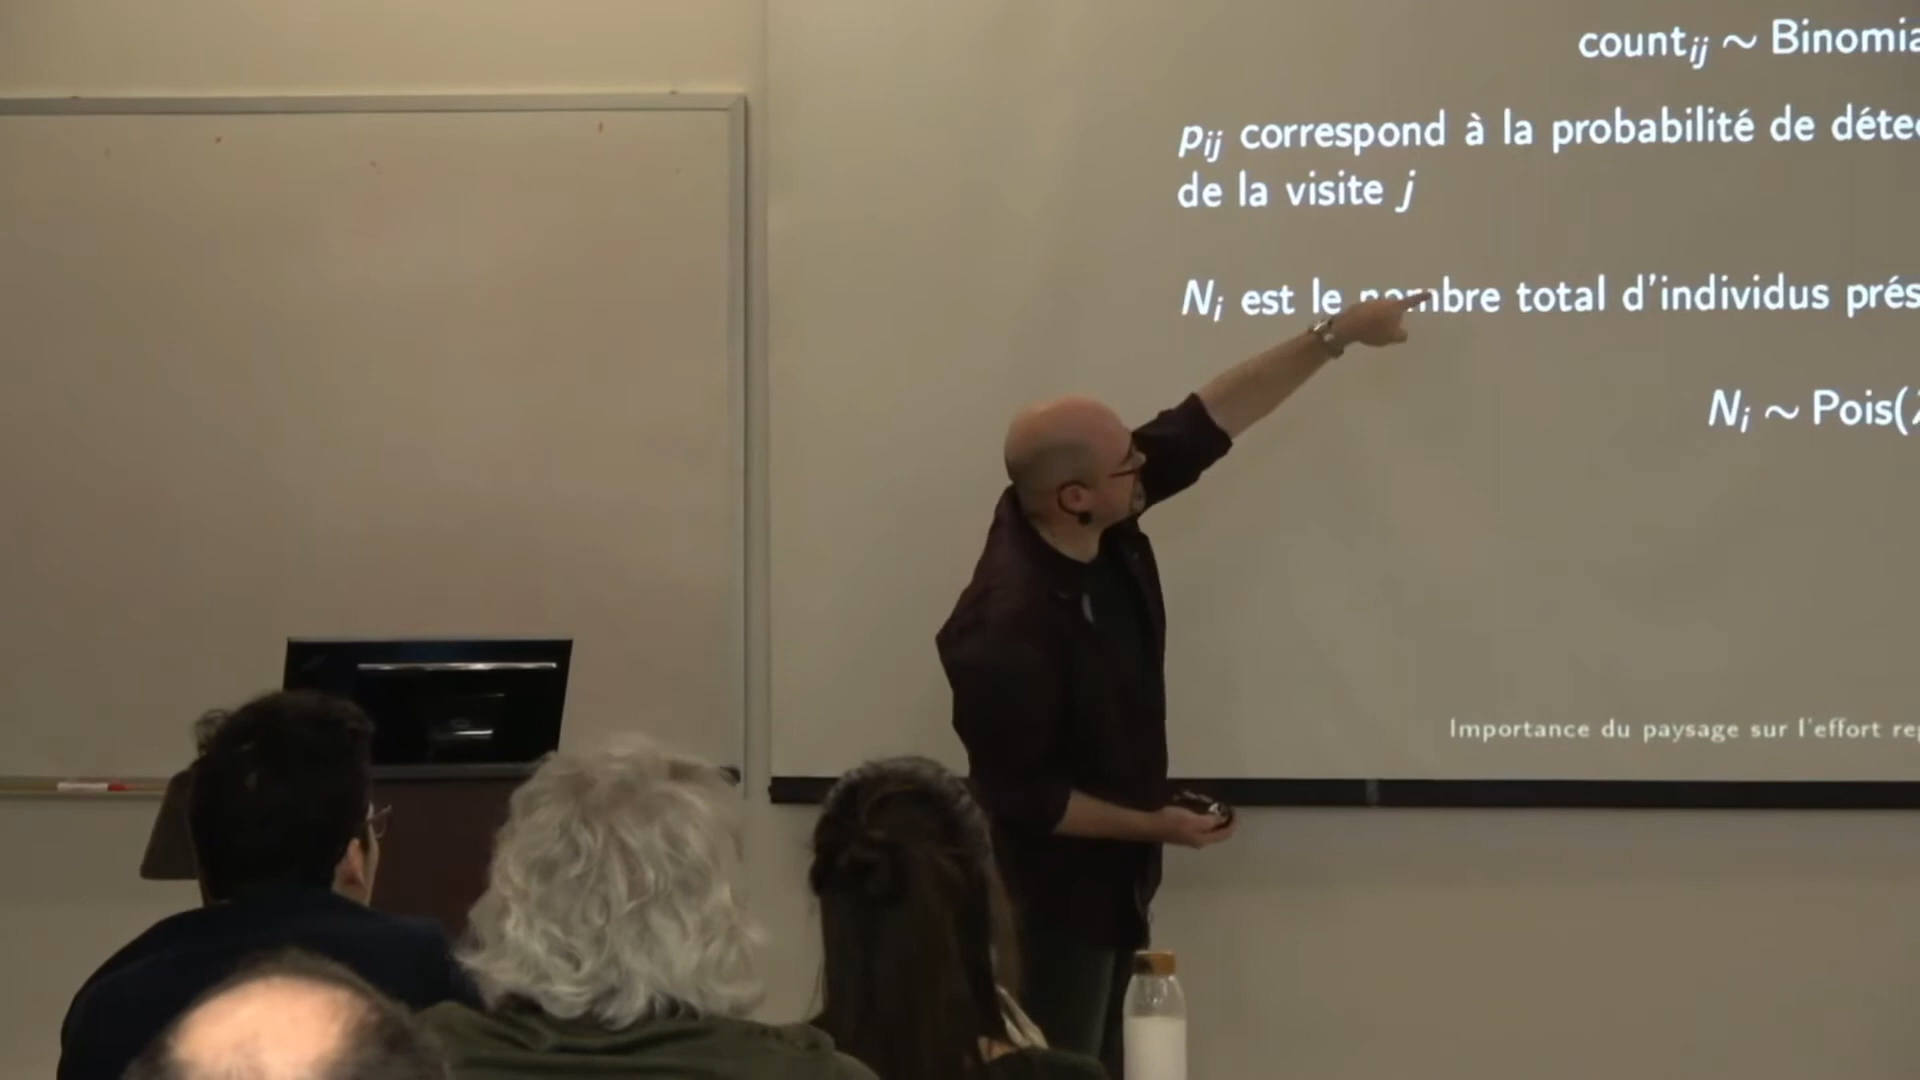 count_ij ~ Binomia
p_ij correspond à la probabilité de déte
de la visite j
N_i est le nombre total d'individus prés
N_i ~ Pois(λ
Importance du paysage sur l'effort re